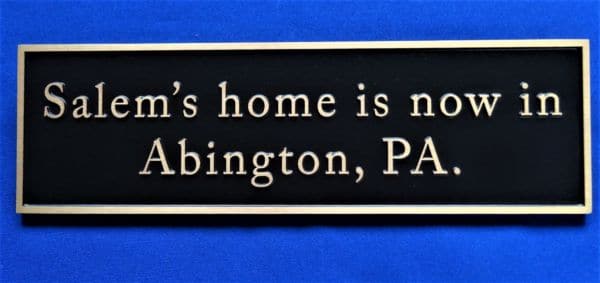 Salem's home is now in
Abington, PA.